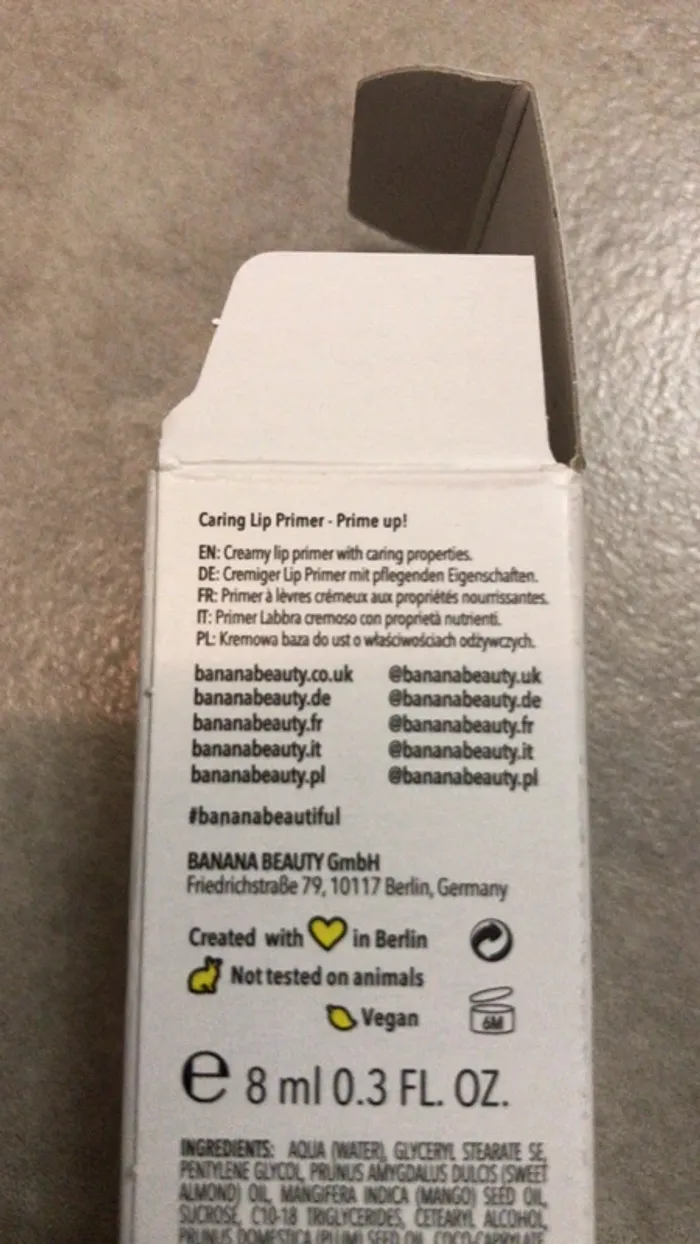 Caring Lip Primer - Prime up!
EN: Creamy lip primer with caring properties.
DE: Cremiger Lip Primer mit pflegenden Eigenschaften.
FR: Primer à lèvres crémeux aux propriétés nourrissantes.
IT: Primer Labbra cremoso con proprietà nutrienti.
PL: Kremowa baza do ust o właściwościach odżywczych.
bananabeauty.co.uk @bananabeauty.uk
bananabeauty.de @bananabeauty.de
bananabeauty.fr @bananabeauty.fr
bananabeauty.it @bananabeauty.it
bananabeauty.pl @bananabeauty.pl
#bananabeautiful
BANANA BEAUTY GmbH
Friedrichstraße 79, 10117 Berlin, Germany
Created with in Berlin
Not tested on animals
Vegan
6M
e 8 ml 0.3 FL. OZ.
INGREDIENTS: AQUA (WATER), GLYCERYL STEARATE SE,
PENTYLENE GLYCOL, PRUNUS AMYGDALUS DULCIS (SWEET
ALMOND) OIL, MANGIFERA INDICA (MANGO) SEED OIL,
SUCROSE, C10-18 TRIGLYCERIDES, CETEARYL ALCOHOL,
PRUNUS DOMESTICA (PLUM) SEED OIL, COCO-CAPRYLATE